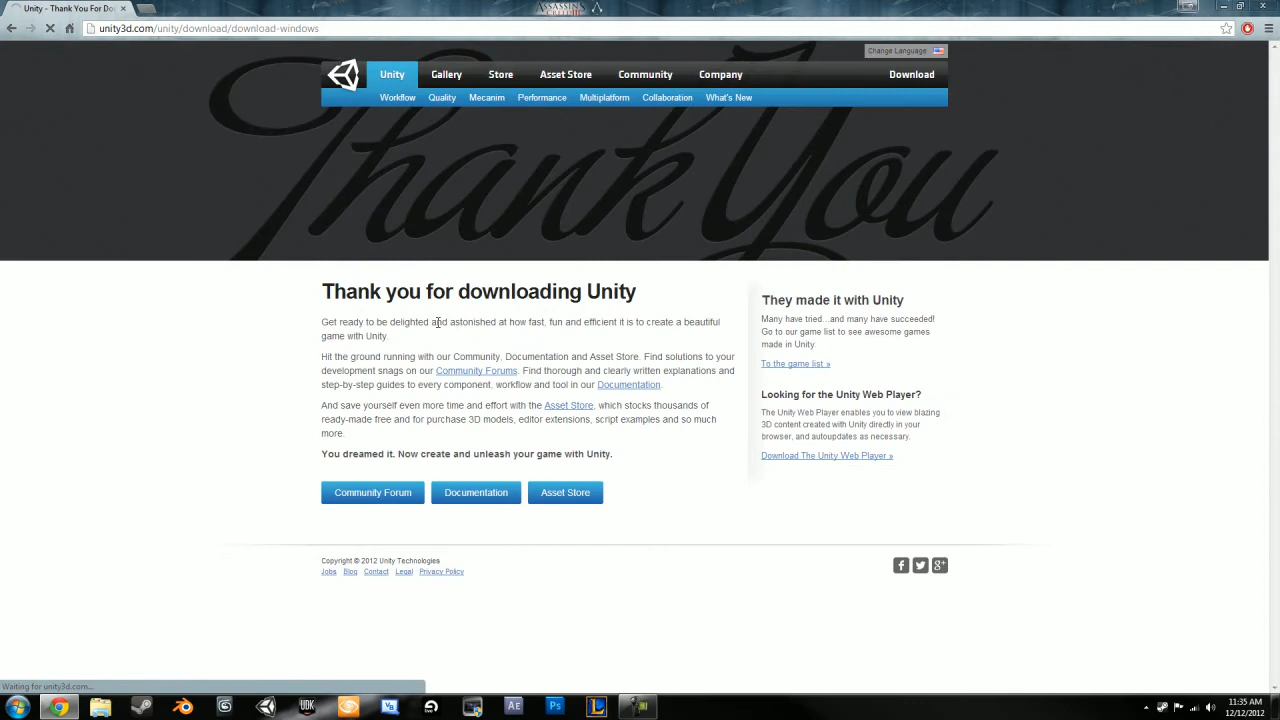 ASSASSIN'S
Unity - Thank You For Do
unity3d.com/unity/download/download-windows
Change Language
Unity Gallery Store Asset Store Community Company Download
Workflow Quality Mecanim Performance Multiplatform Collaboration What's New
Thank You
Thank you for downloading Unity
Get ready to be delighted and astonished at how fast, fun and efficient it is to create a beautiful
game with Unity.
Hit the ground running with our Community, Documentation and Asset Store. Find solutions to your
development snags on our Community Forums. Find thorough and clearly written explanations and
step-by-step guides to every component, workflow and tool in our Documentation.
And save yourself even more time and effort with the Asset Store, which stocks thousands of
ready-made free and for purchase 3D models, editor extensions, script examples and so much
more.
You dreamed it. Now create and unleash your game with Unity.
Community Forum Documentation Asset Store
They made it with Unity
Many have tried...and many have succeeded!
Go to our game list to see awesome games
made in Unity.
To the game list »
Looking for the Unity Web Player?
The Unity Web Player enables you to view blazing
3D content created with Unity directly in your
browser, and autoupdates as necessary.
Download The Unity Web Player »
Copyright © 2012 Unity Technologies
Jobs Blog Contact Legal Privacy Policy
f g+
Waiting for unity3d.com...
UDK VB live Ae Ps L
11:35 AM
12/12/2012